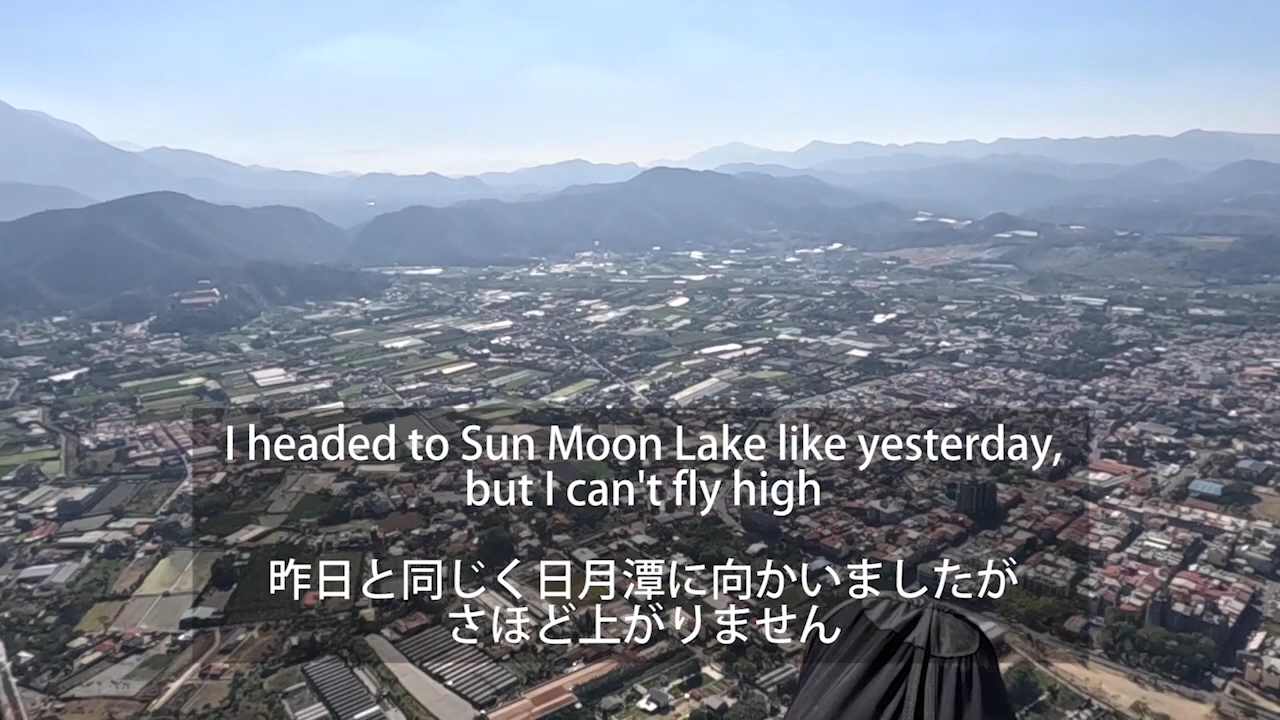 I headed to Sun Moon Lake like yesterday,
but I can't fly high
昨日と同じく日月潭に向かいましたが
さほど上がりません